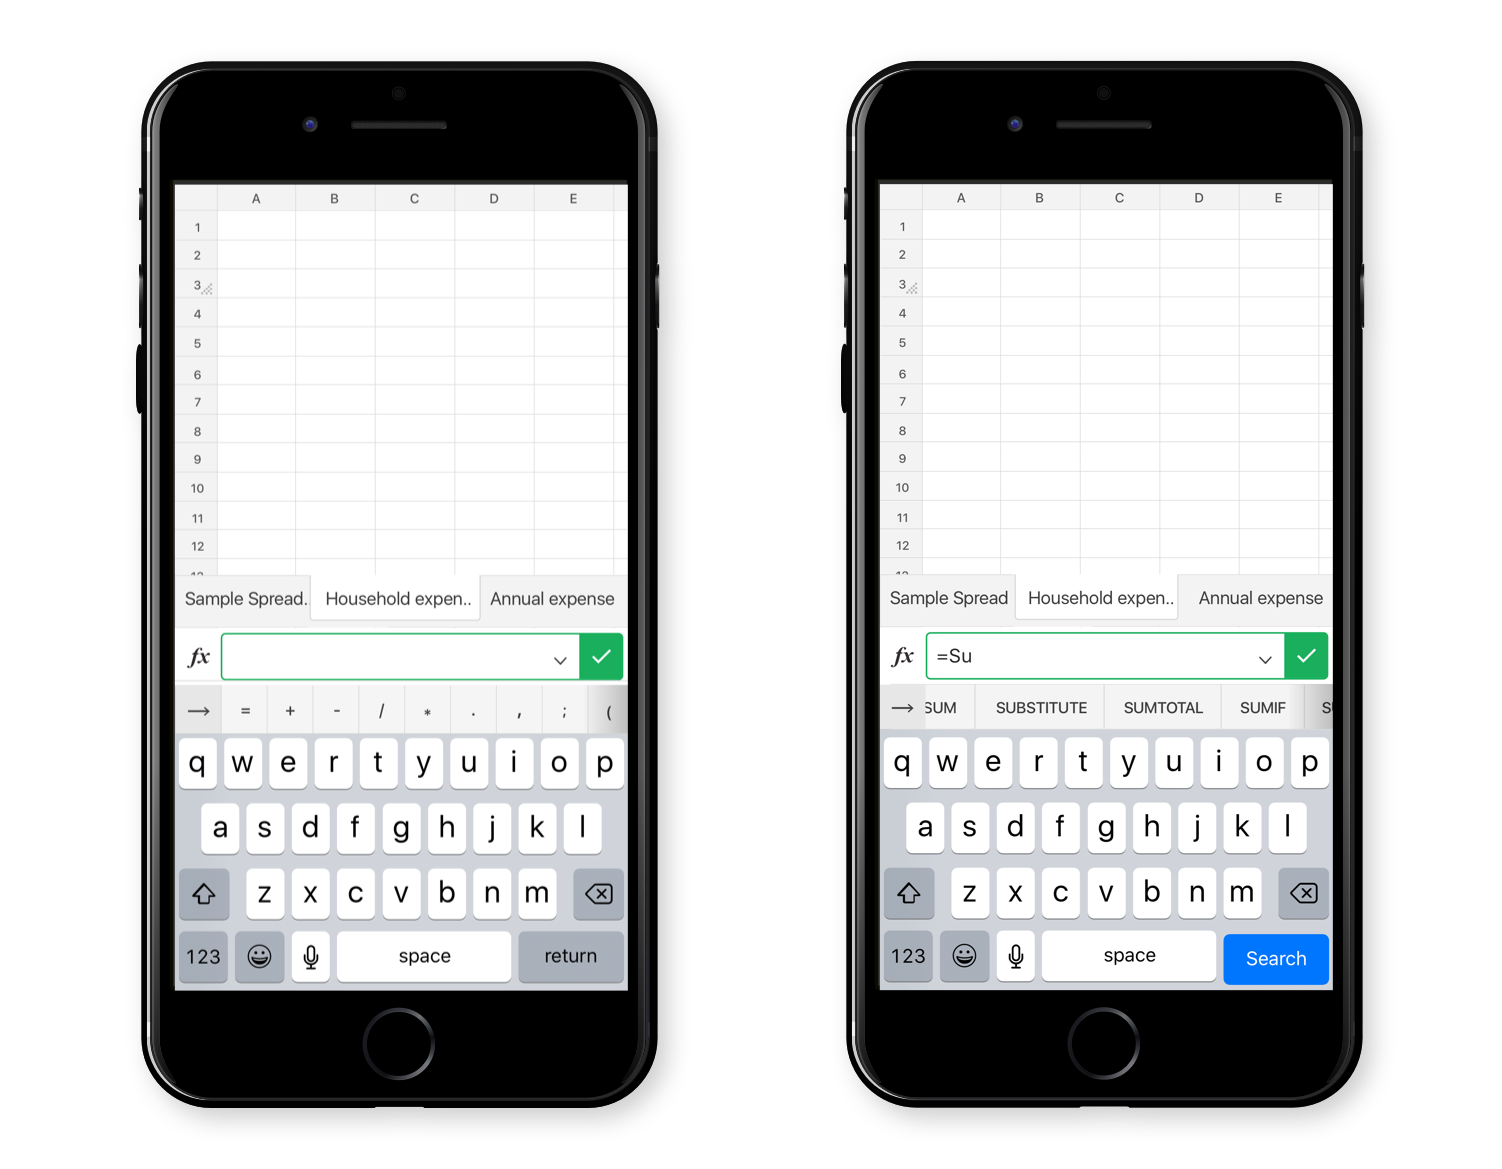 A B C D E
1
2
3
4
5
6
7
8
9
10
11
12
Sample Spread.. Household expen.. Annual expense
fx
→ = + - / * . , ; (
q w e r t y u i o p
a s d f g h j k l
z x c v b n m
123 space return
A B C D E
1
2
3
4
5
6
7
8
9
10
11
12
Sample Spread Household expen.. Annual expense
fx =Su
→ SUM SUBSTITUTE SUMTOTAL SUMIF
q w e r t y u i o p
a s d f g h j k l
z x c v b n m
123 space Search